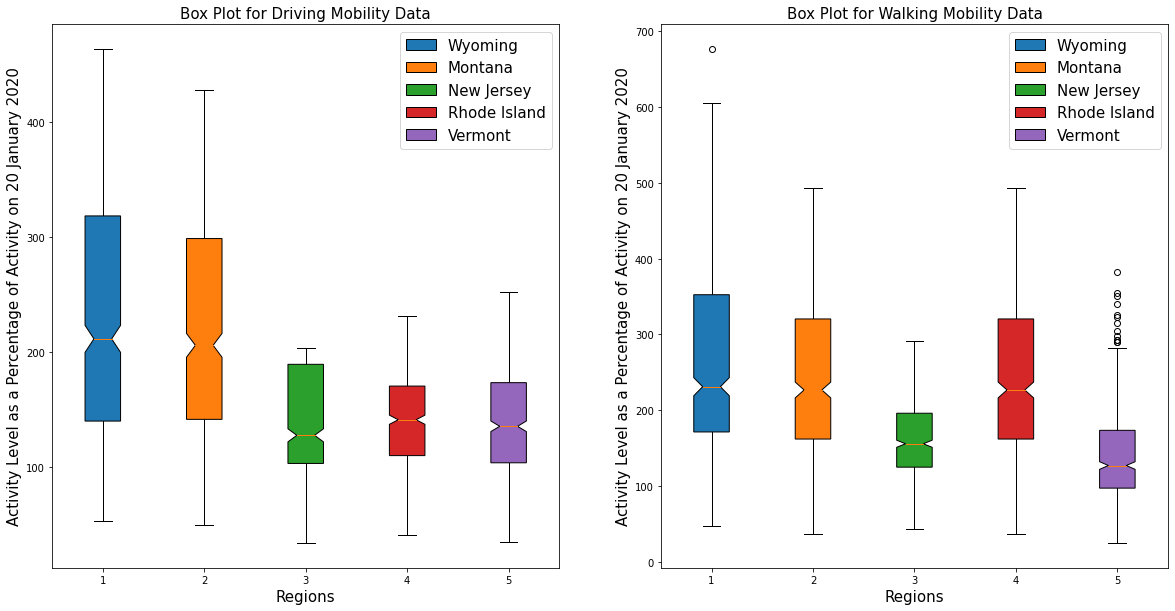 Box Plot for Driving Mobility Data
Activity Level as a Percentage of Activity on 20 January 2020
400
300
200
100
Wyoming
Montana
New Jersey
Rhode Island
Vermont
1 2 3 4 5
Regions
Box Plot for Walking Mobility Data
Activity Level as a Percentage of Activity on 20 January 2020
700
600
500
400
300
200
100
0
Wyoming
Montana
New Jersey
Rhode Island
Vermont
1 2 3 4 5
Regions